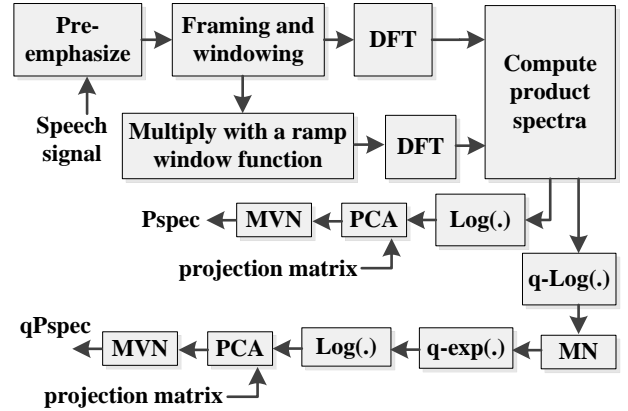 Pre-
emphasize
Framing and
windowing
DFT
Compute
product
spectra
Speech
signal
Multiply with a ramp
window function
DFT
Pspec
MVN
PCA
Log(.)
projection matrix
q-Log(.)
qPspec
MVN
PCA
Log(.)
q-exp(.)
MN
projection matrix